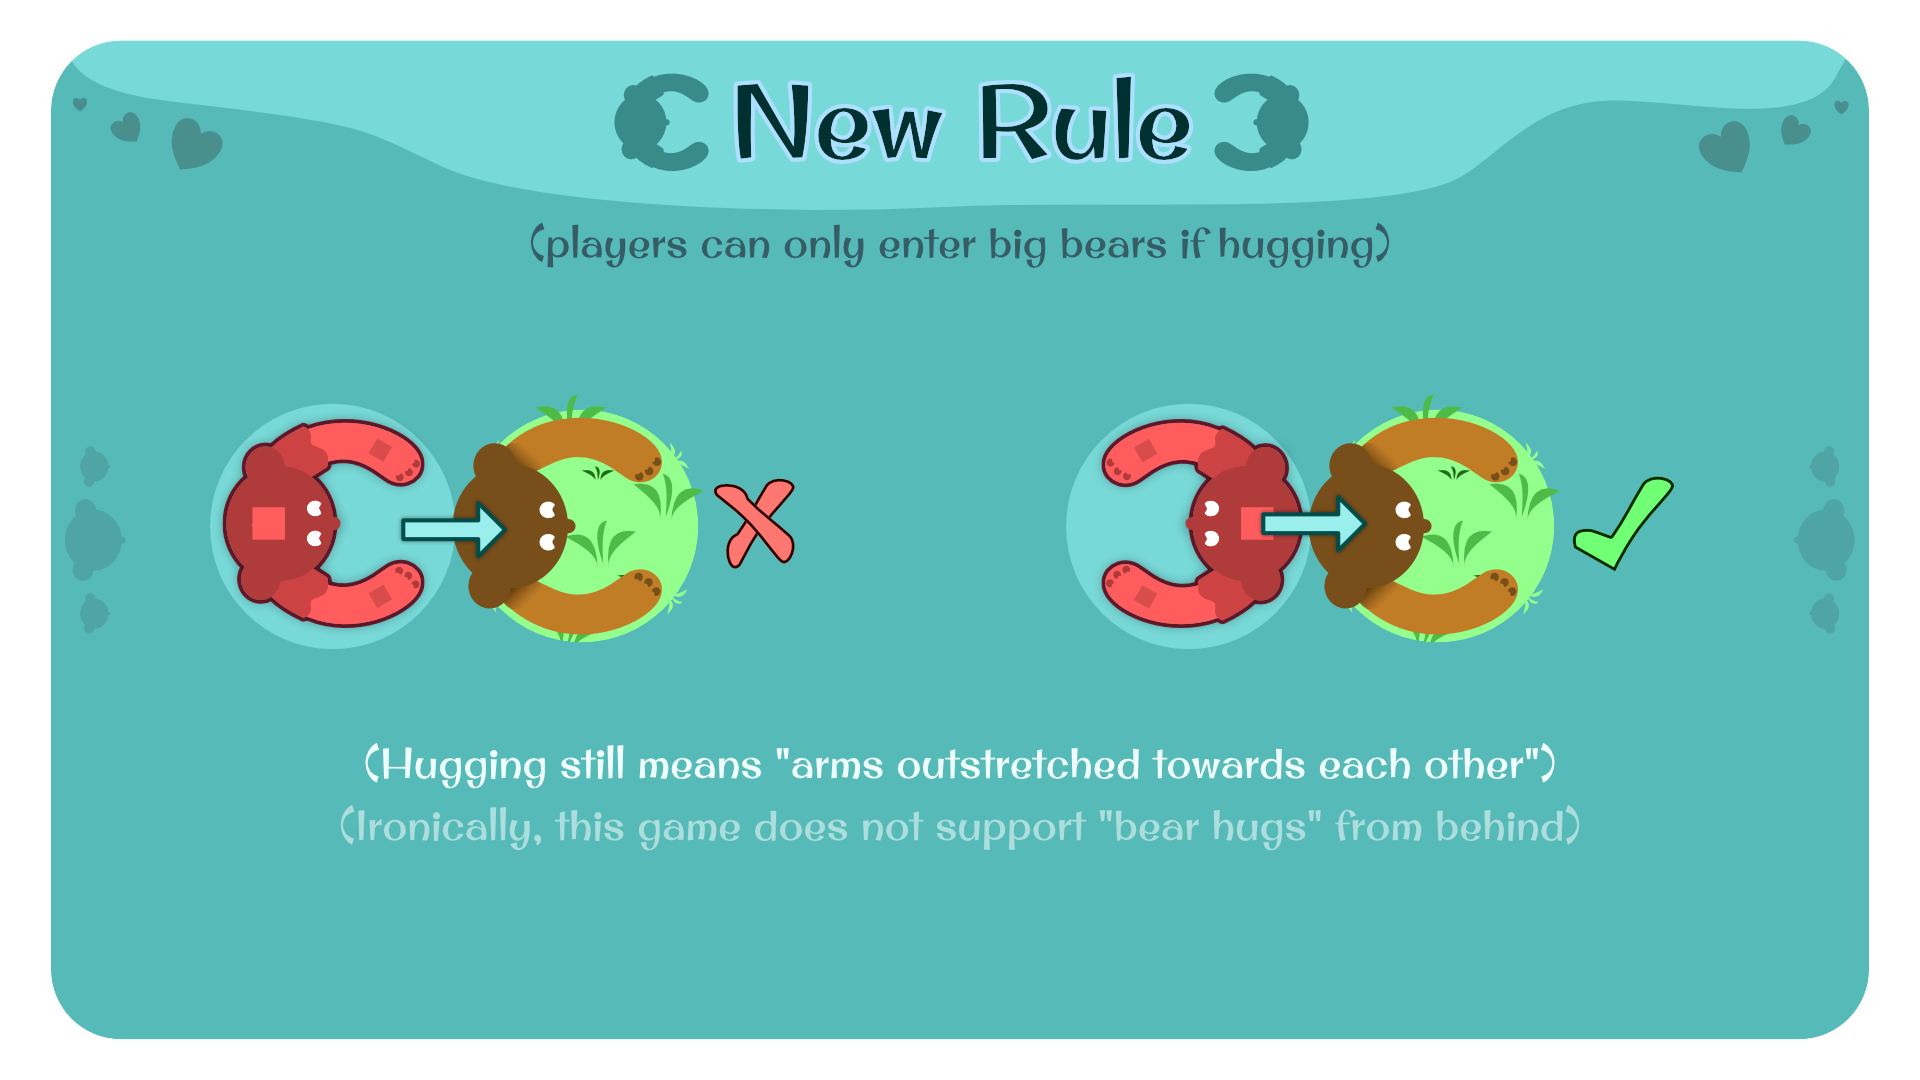 New Rule
(players can only enter big bears if hugging)
(Hugging still means "arms outstretched towards each other")
(Ironically, this game does not support "bear hugs" from behind)